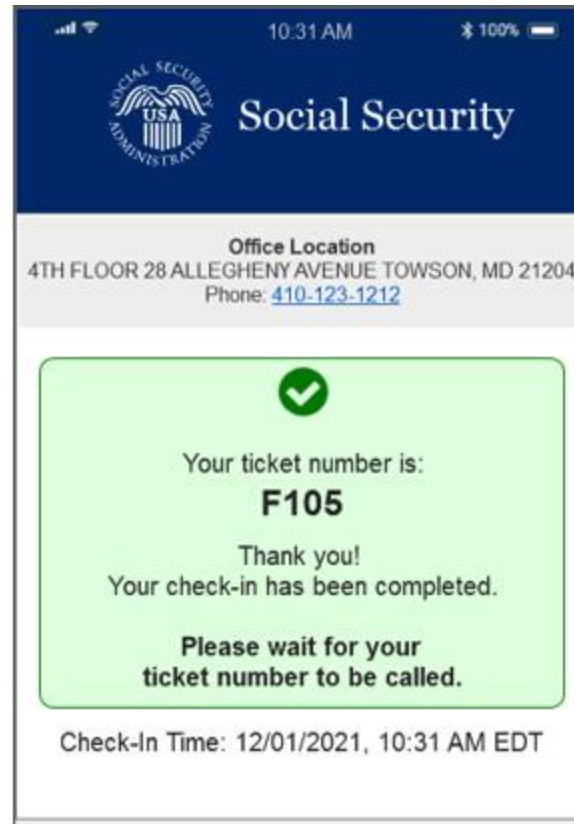 10:31 AM
100%
SOCIAL SECURITY
USA
ADMINISTRATION
Social Security
Office Location
4TH FLOOR 28 ALLEGHENY AVENUE TOWSON, MD 21204
Phone: 410-123-1212
Your ticket number is:
F105
Thank you!
Your check-in has been completed.
Please wait for your
ticket number to be called.
Check-In Time: 12/01/2021, 10:31 AM EDT